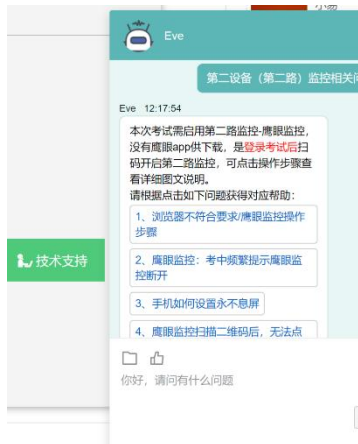 Eve
第二设备（第二路）监控相关问
Eve 12:17:54
本次考试需启用第二路监控-鹰眼监控，
没有鹰眼app供下载，是登录考试后扫
码开启第二路监控，可点击操作步骤查
看详细图文说明。
请根据点击如下问题获得对应帮助：
1、浏览器不符合要求/鹰眼监控操作
步骤
2、鹰眼监控：考中频繁提示鹰眼监
控断开
3、手机如何设置永不息屏
4、鹰眼监控扫描二维码后，无法点
技术支持
你好，请问有什么问题